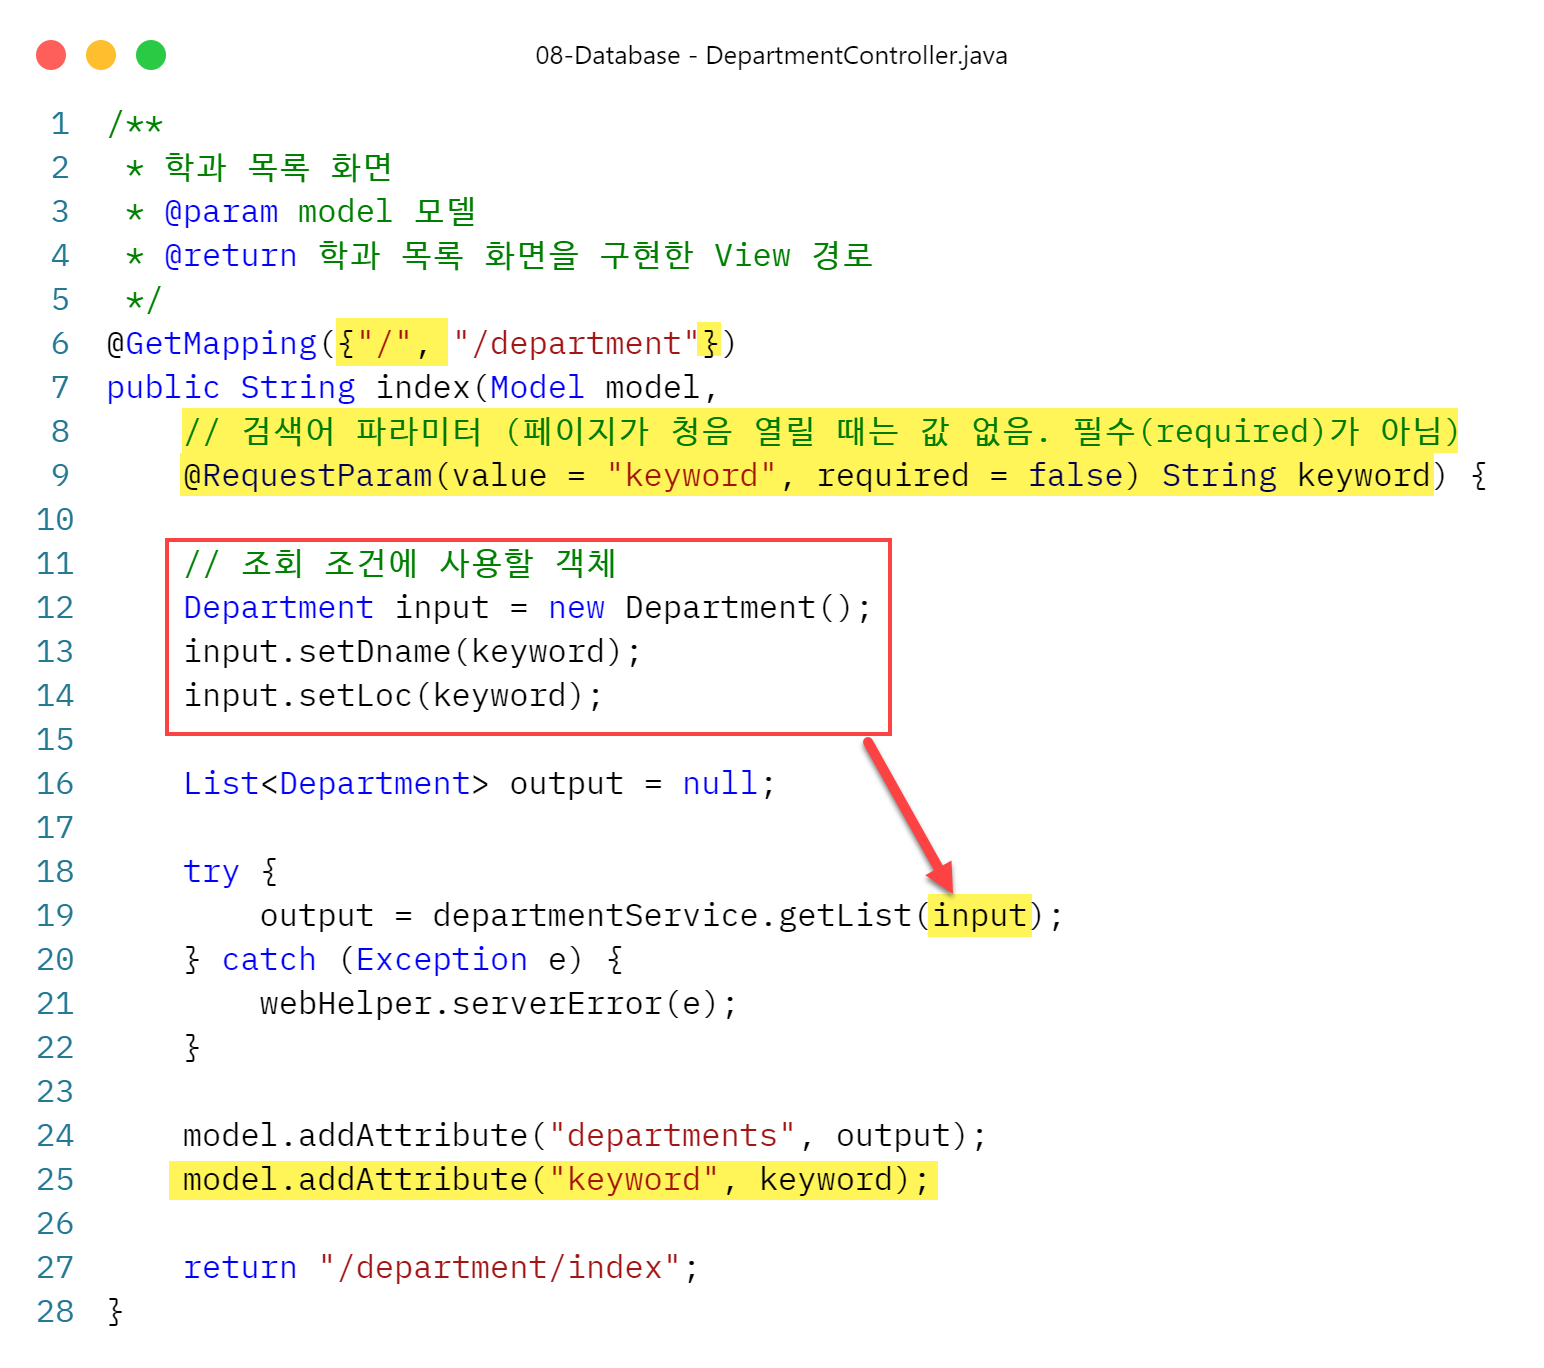 08-Database - DepartmentController.java
1 /**
2  * 학과 목록 화면
3  * @param model 모델
4  * @return 학과 목록 화면을 구현한 View 경로
5  */
6 @GetMapping({"/", "/department"})
7 public String index(Model model,
8     // 검색어 파라미터 (페이지가 청음 열릴 때는 값 없음. 필수(required)가 아님)
9     @RequestParam(value = "keyword", required = false) String keyword) {
10
11     // 조회 조건에 사용할 객체
12     Department input = new Department();
13     input.setDname(keyword);
14     input.setLoc(keyword);
15
16     List<Department> output = null;
17
18     try {
19         output = departmentService.getList(input);
20     } catch (Exception e) {
21         webHelper.serverError(e);
22     }
23
24     model.addAttribute("departments", output);
25     model.addAttribute("keyword", keyword);
26
27     return "/department/index";
28 }